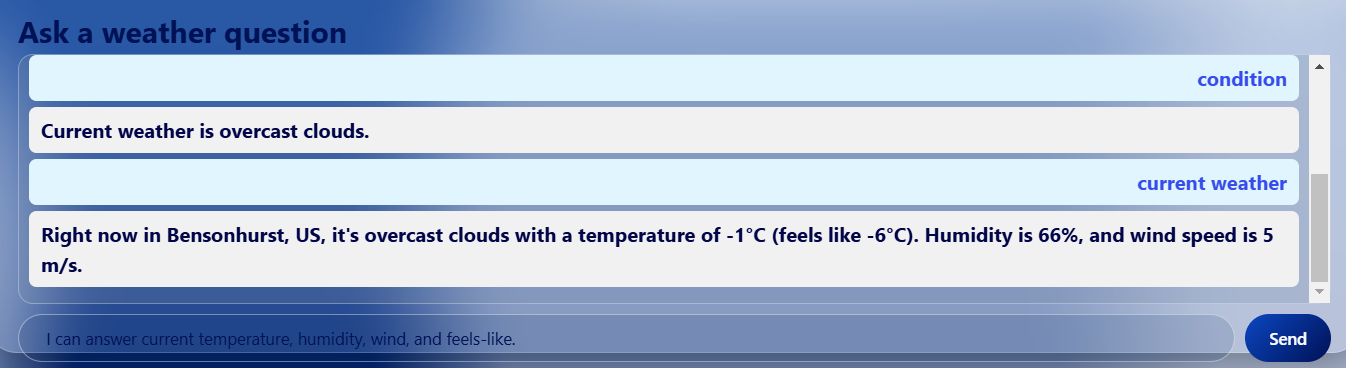 Ask a weather question
condition
Current weather is overcast clouds.
current weather
Right now in Bensonhurst, US, it's overcast clouds with a temperature of -1°C (feels like -6°C). Humidity is 66%, and wind speed is 5
m/s.
I can answer current temperature, humidity, wind, and feels-like.
Send